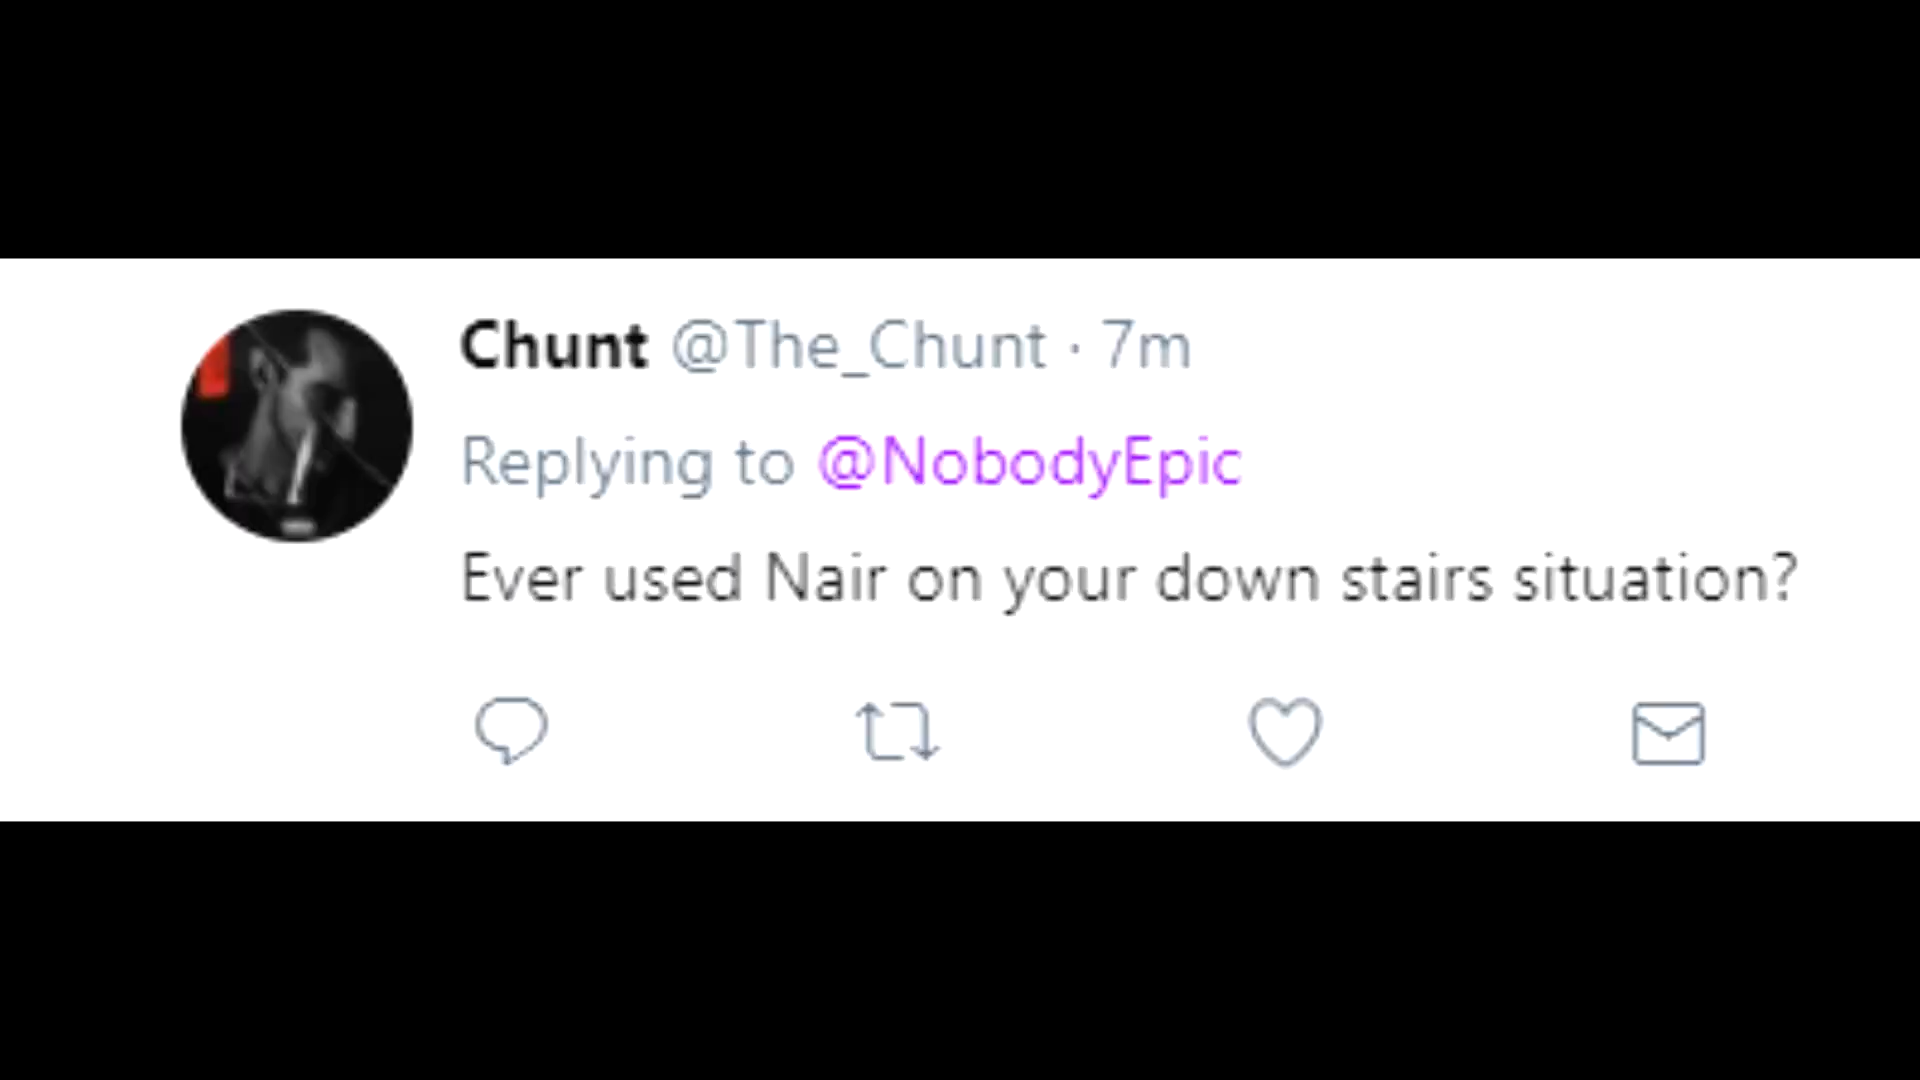 Chunt @The_Chunt · 7m
Replying to @NobodyEpic
Ever used Nair on your down stairs situation?